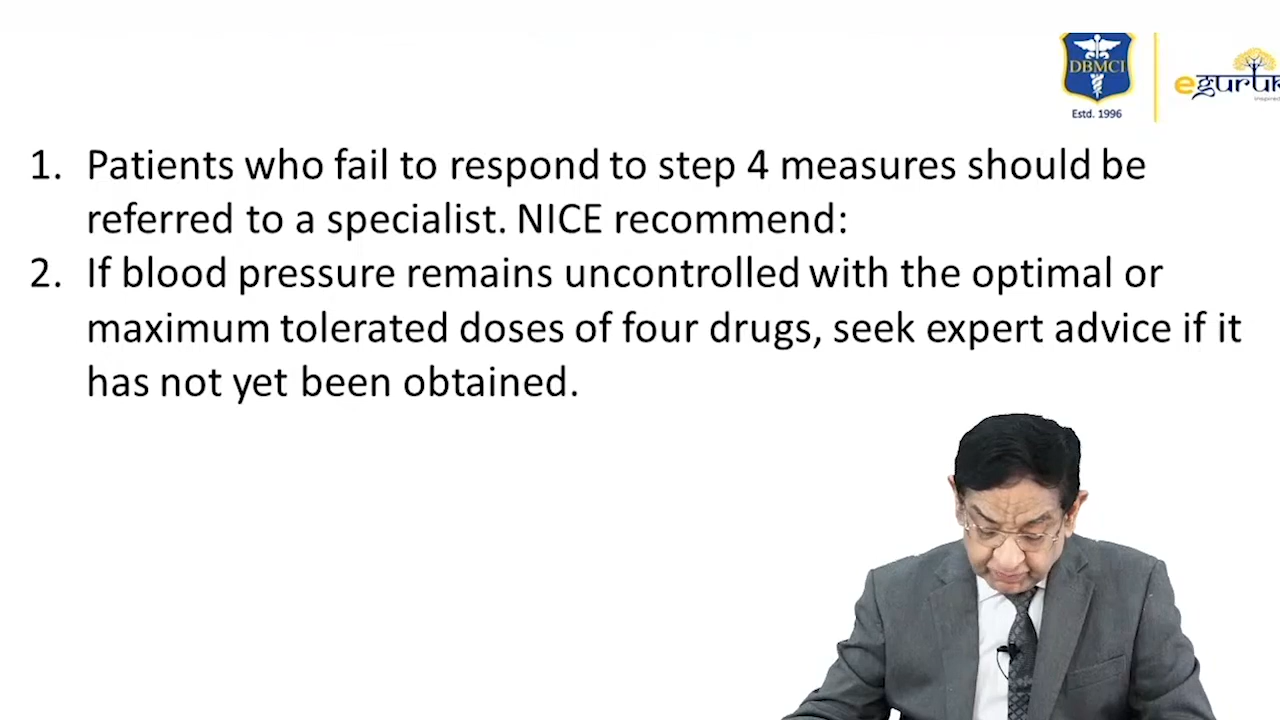 DBMCI
Estd. 1996
1. Patients who fail to respond to step 4 measures should be
referred to a specialist. NICE recommend:
2. If blood pressure remains uncontrolled with the optimal or
maximum tolerated doses of four drugs, seek expert advice if it
has not yet been obtained.